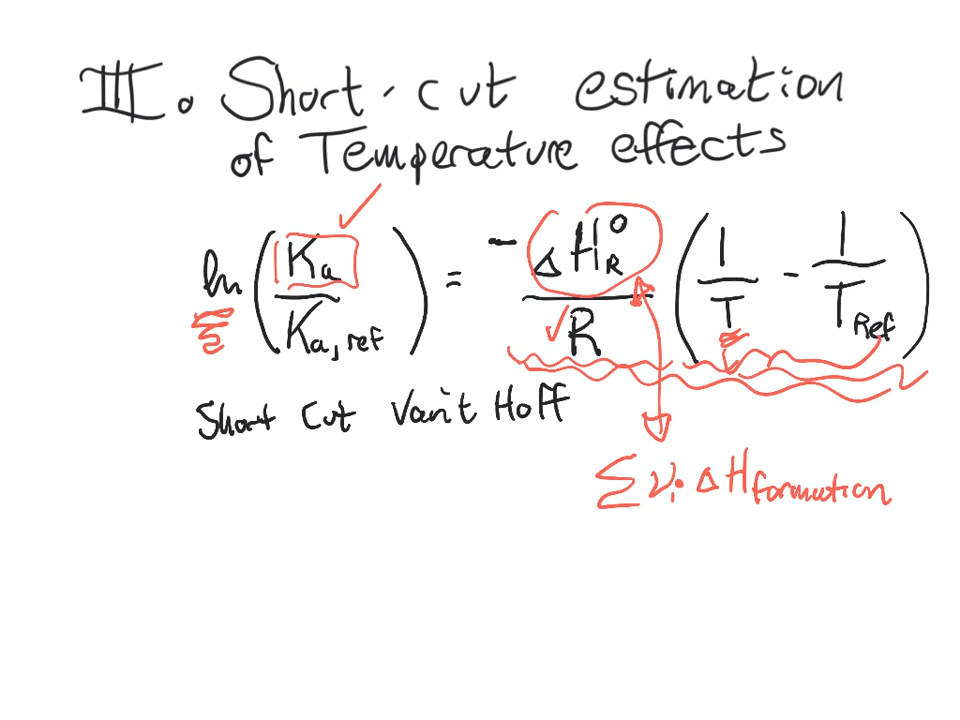 III. Short-cut estimation
of Temperature effects
ln (Ka / Ka, ref) = -ΔH°R / R (1/T - 1/TRef)
Short Cut Van't Hoff
Σ νi ΔHformation